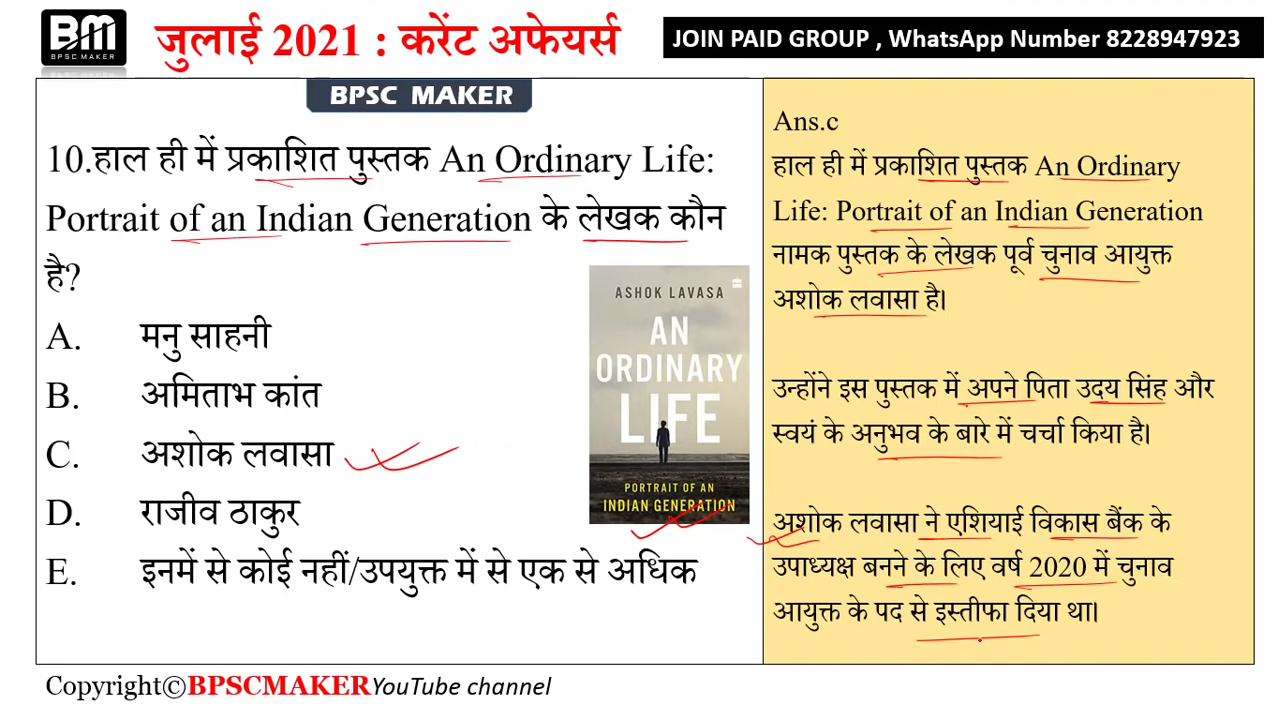 BM
BPSC MAKER
जुलाई 2021 : करेंट अफेयर्स
JOIN PAID GROUP , WhatsApp Number 8228947923
BPSC MAKER
10.हाल ही में प्रकाशित पुस्तक An Ordinary Life:
Portrait of an Indian Generation के लेखक कौन
है?
A. मनु साहनी
B. अमिताभ कांत
C. अशोक लवासा
D. राजीव ठाकुर
E. इनमें से कोई नहीं/उपयुक्त में से एक से अधिक
ASHOK LAVASA
AN
ORDINARY
LIFE
PORTRAIT OF AN
INDIAN GENERATION
Ans.c
हाल ही में प्रकाशित पुस्तक An Ordinary
Life: Portrait of an Indian Generation
नामक पुस्तक के लेखक पूर्व चुनाव आयुक्त
अशोक लवासा है।
उन्होंने इस पुस्तक में अपने पिता उदय सिंह और
स्वयं के अनुभव के बारे में चर्चा किया है।
अशोक लवासा ने एशियाई विकास बैंक के
उपाध्यक्ष बनने के लिए वर्ष 2020 में चुनाव
आयुक्त के पद से इस्तीफा दिया था।
Copyright©BPSCMAKERYouTube channel